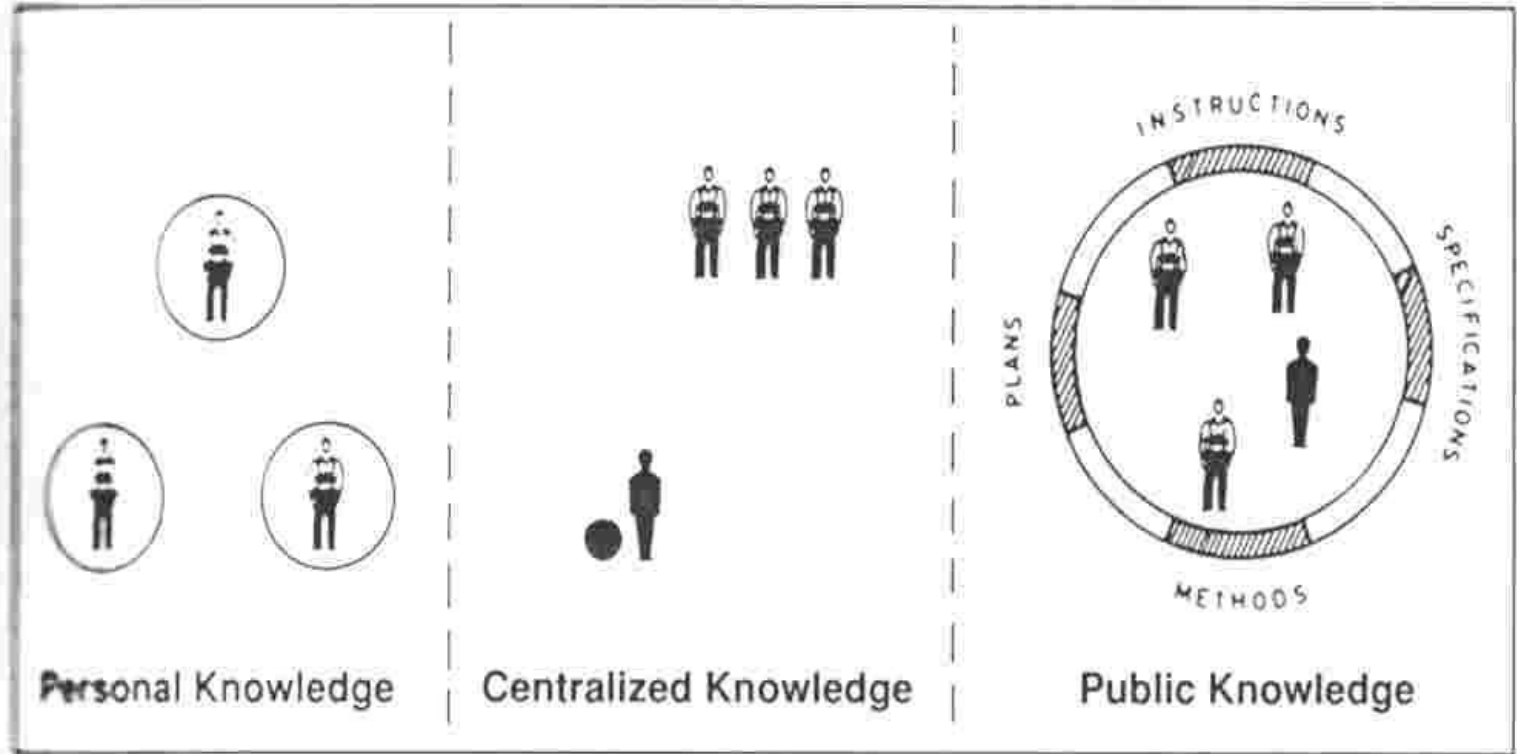 INSTRUCTIONS
SPECIFICATIONS
PLANS
METHODS
Personal Knowledge
Centralized Knowledge
Public Knowledge